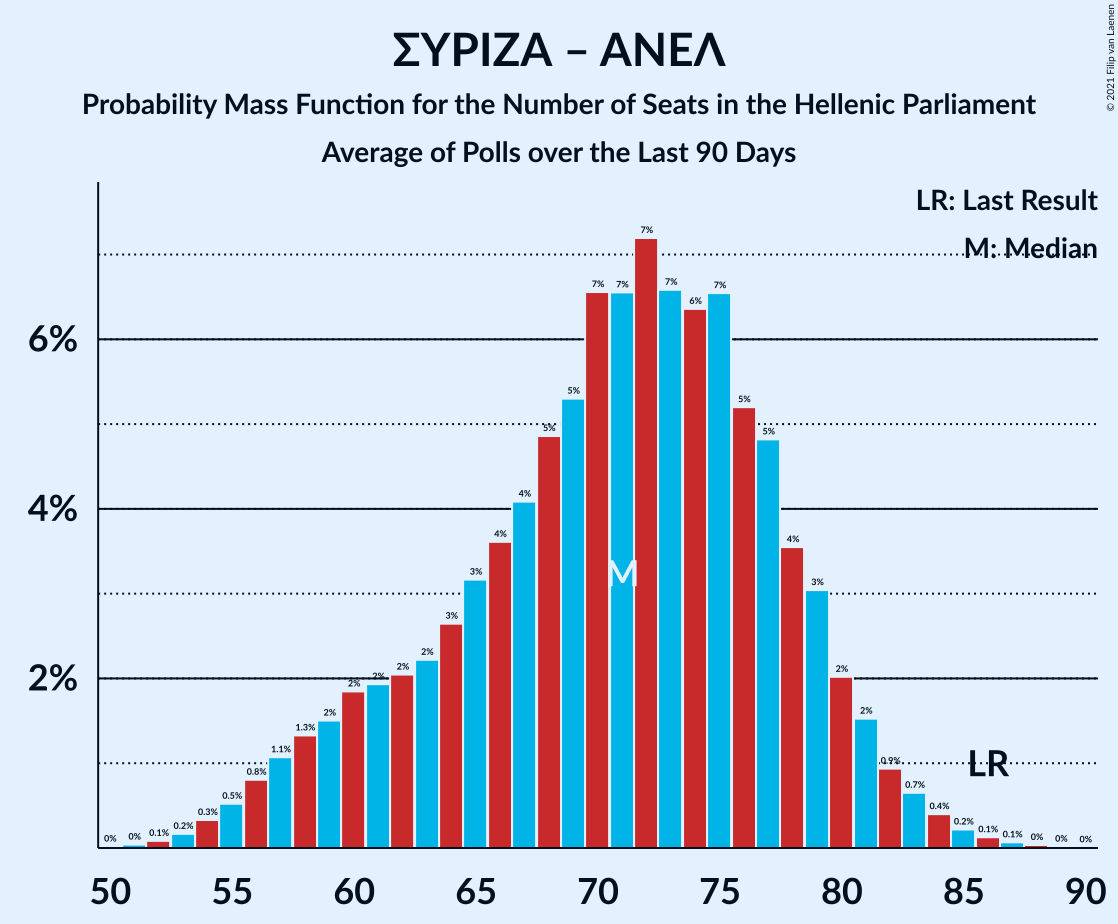 ΣΥΡΙΖΑ – ΑΝΕΛ
Probability Mass Function for the Number of Seats in the Hellenic Parliament
Average of Polls over the Last 90 Days
© 2021 Filip van Laenen
LR: Last Result
M: Median
6%
4%
2%
0% 0% 0.1% 0.2% 0.3% 0.5% 0.8% 1.1% 1.3% 2% 2% 2% 2% 2% 3% 3% 4% 4% 5% 5% 7% 7% 7% 7% 6% 7% 5% 5% 4% 3% 2% 2% 0.9% 0.7% 0.4% 0.2% 0.1% 0.1% 0% 0% 0%
M
LR
50 55 60 65 70 75 80 85 90